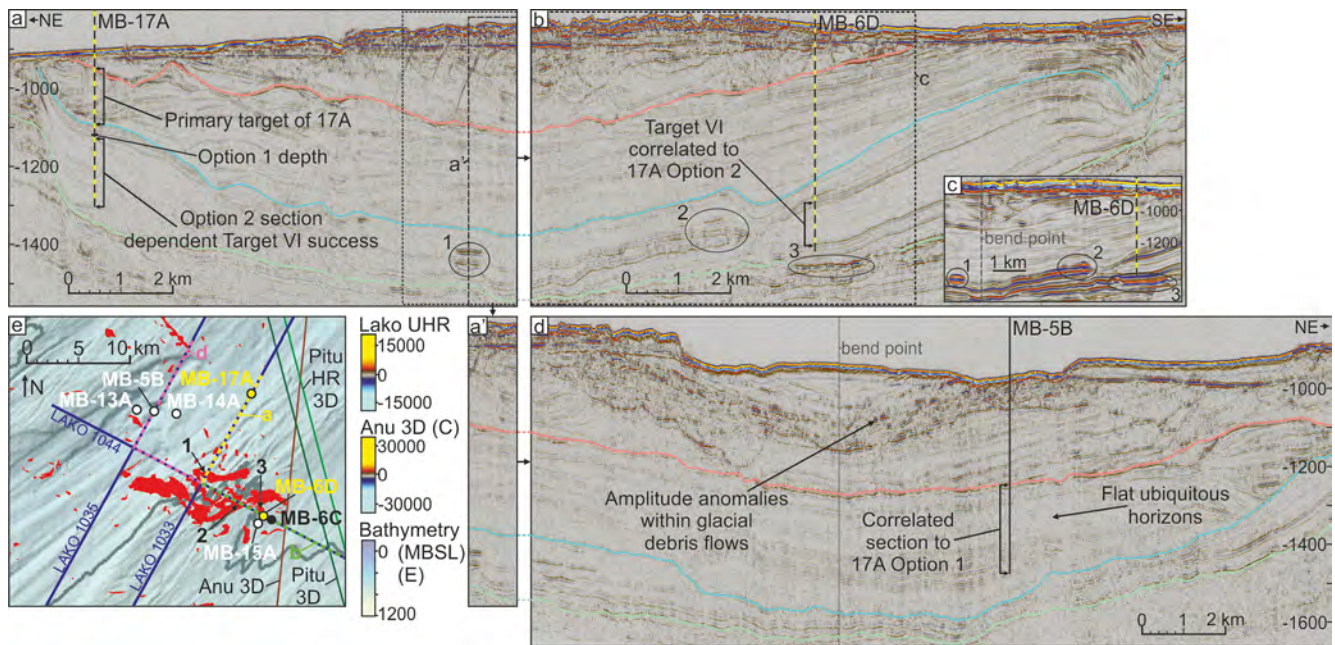 a
←NE
MB-17A
-1000
-1200
-1400
Primary target of 17A
Option 1 depth
Option 2 section
dependent Target VI success
0 1 2 km
a'
1
b
MB-6D
SE
c
Target VI
correlated to
17A Option 2
2
3
0 1 2 km
c
MB-6D
-1000
-1200
bend point
1 km
1
2
3
e
0 5 10 km
↑N
d
MB-5B
MB-17A
MB-13A
MB-14A
a
Pitu
HR
3D
LAKO 1044
1
3
MB-6D
MB-6C
2
MB-15A
LAKO 1035
LAKO 1033
Anu 3D
Pitu
3D
Lako UHR
15000
0
-15000
Anu 3D (C)
30000
0
-30000
Bathymetry
0 (MBSL)
(E)
1200
a'
d
bend point
MB-5B
NE→
-1000
-1200
-1400
-1600
Amplitude anomalies
within glacial
debris flows
Correlated
section to
17A Option 1
Flat ubiquitous
horizons
0 1 2 km